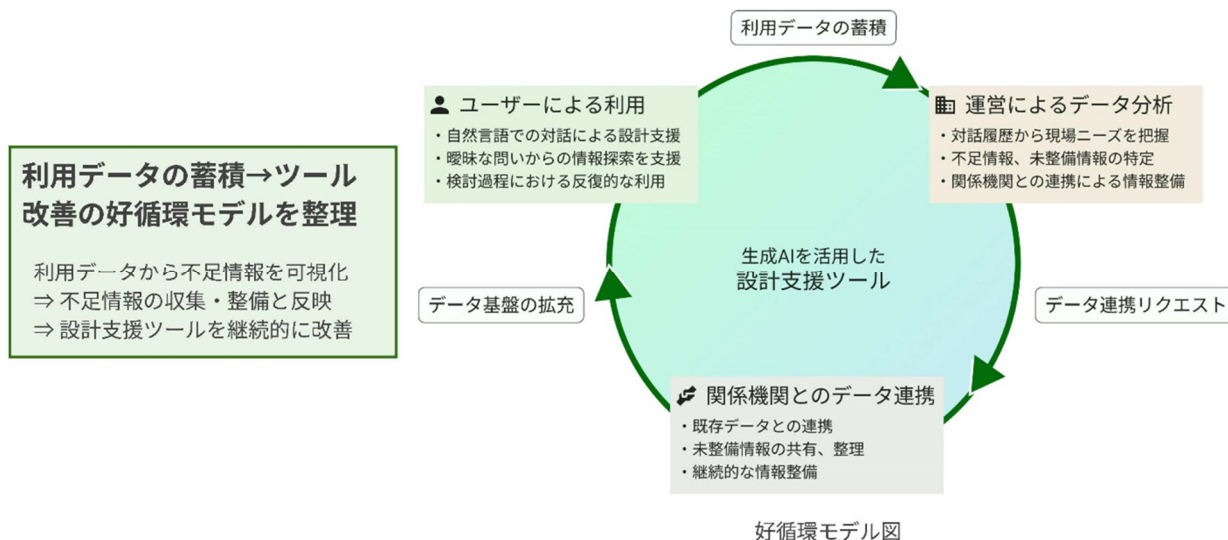 利用データの蓄積→ツール
改善の好循環モデルを整理
利用データから不足情報を可視化
⇒ 不足情報の収集・整備と反映
⇒ 設計支援ツールを継続的に改善
利用データの蓄積
ユーザーによる利用
・自然言語での対話による設計支援
・曖昧な問いからの情報探索を支援
・検討過程における反復的な利用
運営によるデータ分析
・対話履歴から現場ニーズを把握
・不足情報、未整備情報の特定
・関係機関との連携による情報整備
生成AIを活用した
設計支援ツール
データ基盤の拡充
データ連携リクエスト
関係機関とのデータ連携
・既存データとの連携
・未整備情報の共有、整理
・継続的な情報整備
好循環モデル図